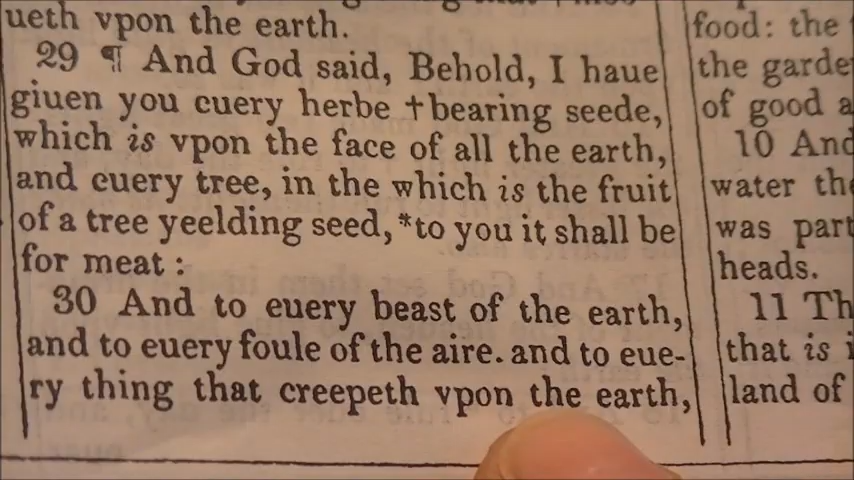 ueth vpon the earth.
29 ¶ And God said, Behold, I haue
giuen you cuery herbe †bearing seede,
which is vpon the face of all the earth,
and euery tree, in the which is the fruit
of a tree yeelding seed, *to you it shall be
for meat :
30 And to euery beast of the earth,
and to euery foule of the aire. and to eue-
ry thing that creepeth vpon the earth,
food: the
the garde
of good a
10 And
water the
was part
heads.
11 Th
that is i
land of